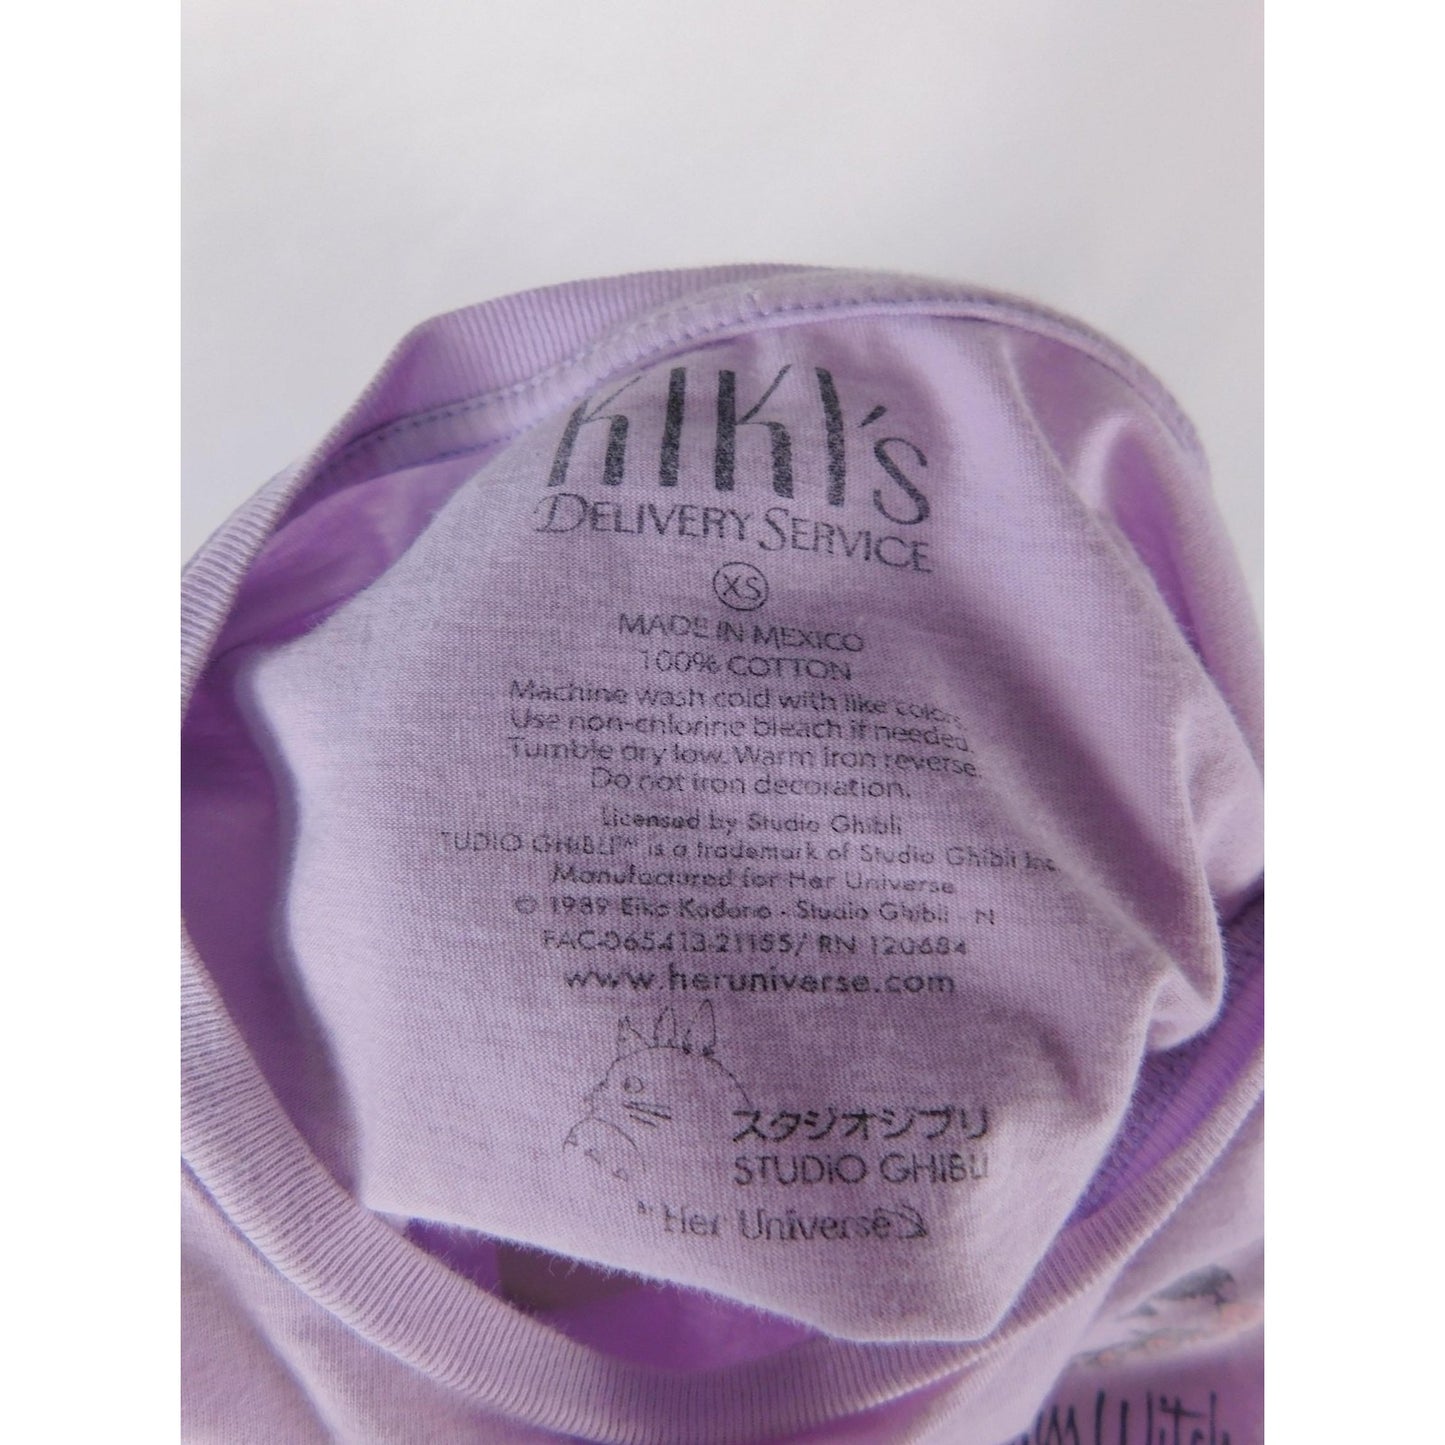 KIKI's
DELIVERY SERVICE
XS
MADE IN MEXICO
100% COTTON
Machine wash cold with like colors.
Use non-chlorine bleach if needed.
Tumble dry low. Warm iron reverse.
Do not iron decoration.
Licensed by Studio Ghibli
TUDIO GHIBLI™ is a trademark of Studio Ghibli Inc.
Manufactured for Her Universe
© 1989 Eiko Kadono - Studio Ghibli - N
FAC-065413-21155/ RN 120684
www.heruniverse.com
スタジオジブリ
STUDIO GHIBLI
Her Universe
Witch